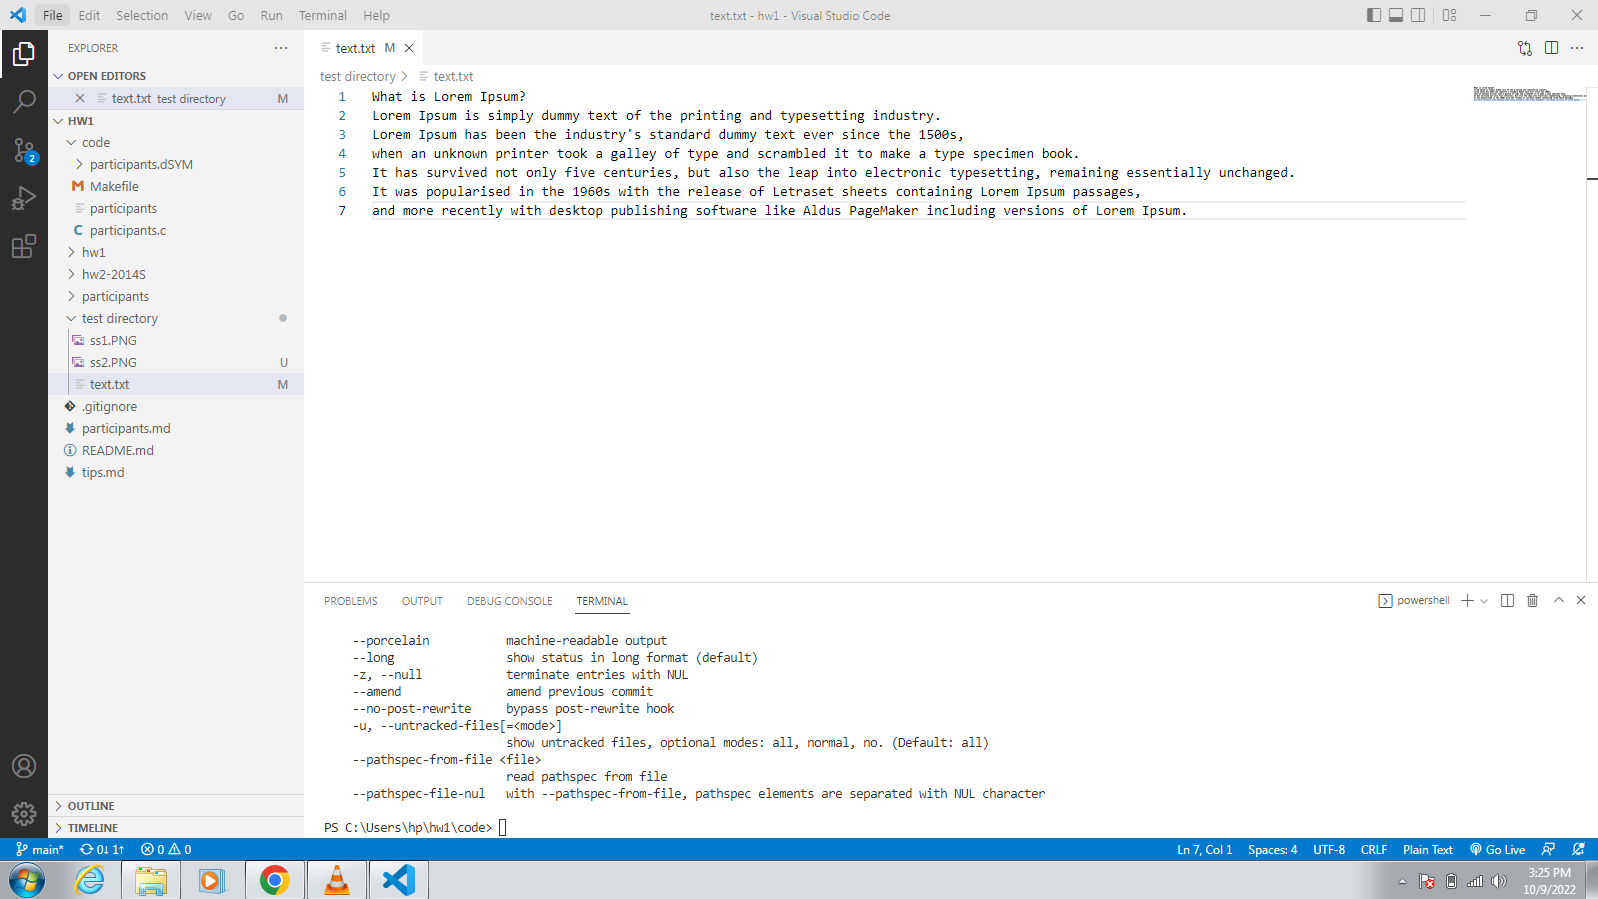 File Edit Selection View Go Run Terminal Help
text.txt - hw1 - Visual Studio Code
EXPLORER
OPEN EDITORS
text.txt test directory M
HW1
code
participants.dSYM
Makefile
participants
participants.c
hw1
hw2-2014S
participants
test directory
ss1.PNG
ss2.PNG U
text.txt M
.gitignore
participants.md
README.md
tips.md
OUTLINE
TIMELINE
text.txt M
test directory > text.txt
1 What is Lorem Ipsum?
2 Lorem Ipsum is simply dummy text of the printing and typesetting industry.
3 Lorem Ipsum has been the industry's standard dummy text ever since the 1500s,
4 when an unknown printer took a galley of type and scrambled it to make a type specimen book.
5 It has survived not only five centuries, but also the leap into electronic typesetting, remaining essentially unchanged.
6 It was popularised in the 1960s with the release of Letraset sheets containing Lorem Ipsum passages,
7 and more recently with desktop publishing software like Aldus PageMaker including versions of Lorem Ipsum.
PROBLEMS OUTPUT DEBUG CONSOLE TERMINAL
powershell
--porcelain machine-readable output
--long show status in long format (default)
-z, --null terminate entries with NUL
--amend amend previous commit
--no-post-rewrite bypass post-rewrite hook
-u, --untracked-files[=<mode>]
show untracked files, optional modes: all, normal, no. (Default: all)
--pathspec-from-file <file>
read pathspec from file
--pathspec-file-nul with --pathspec-from-file, pathspec elements are separated with NUL character
PS C:\Users\hp\hw1\code>
2
main* 0↓ 1↑ 0 0
Ln 7, Col 1 Spaces: 4 UTF-8 CRLF Plain Text Go Live
3:25 PM
10/9/2022